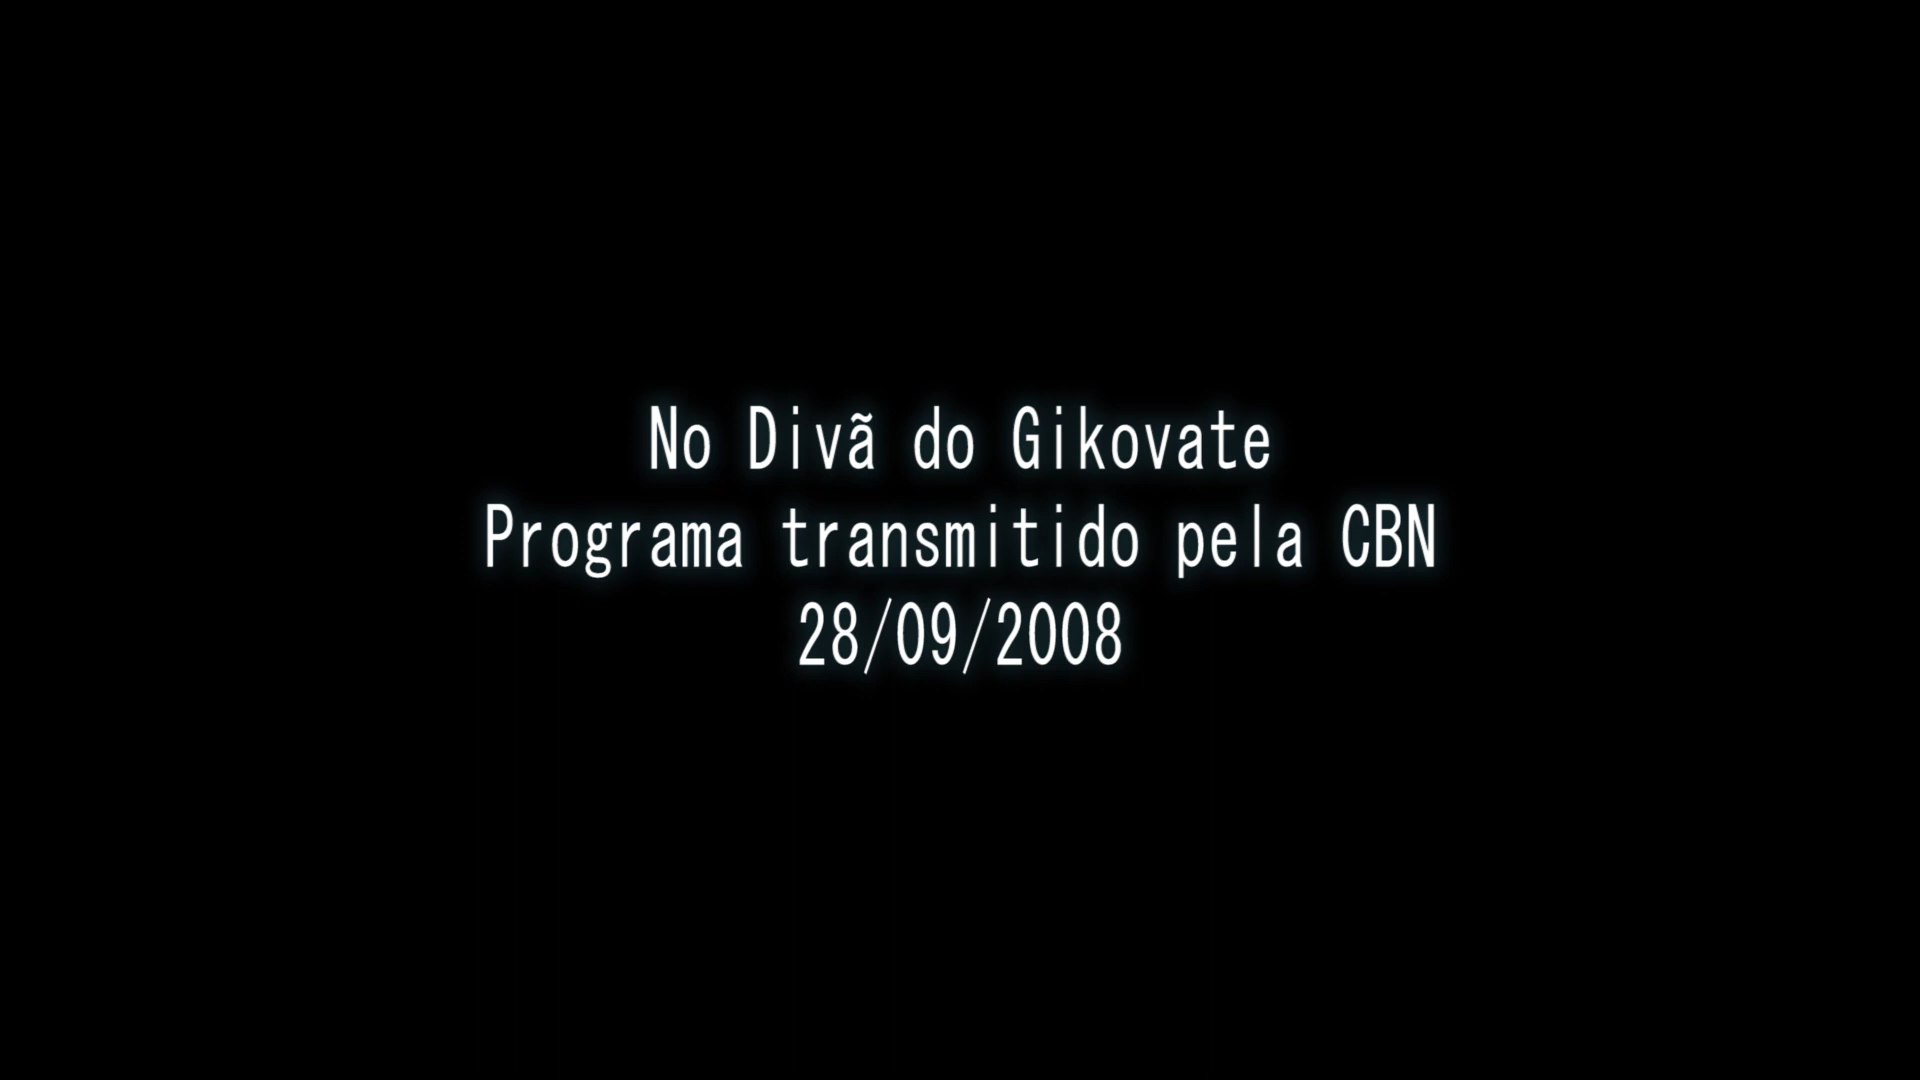 No Divã do Gikovate
Programa transmitido pela CBN
28/09/2008